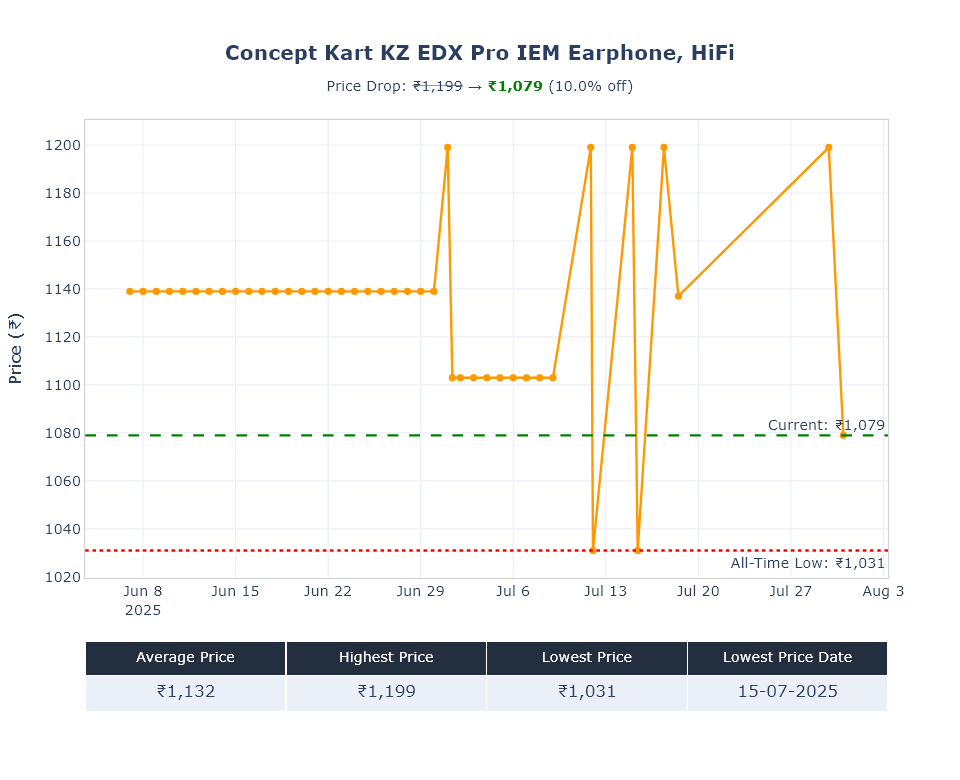 Concept Kart KZ EDX Pro IEM Earphone, HiFi
Price Drop: ₹1,199 → ₹1,079 (10.0% off)
Price (₹)
1200
1180
1160
1140
1120
1100
1080
1060
1040
1020
Current: ₹1,079
All-Time Low: ₹1,031
Jun 8 Jun 15 Jun 22 Jun 29 Jul 6 Jul 13 Jul 20 Jul 27 Aug 3
2025
Average Price Highest Price Lowest Price Lowest Price Date
₹1,132 ₹1,199 ₹1,031 15-07-2025